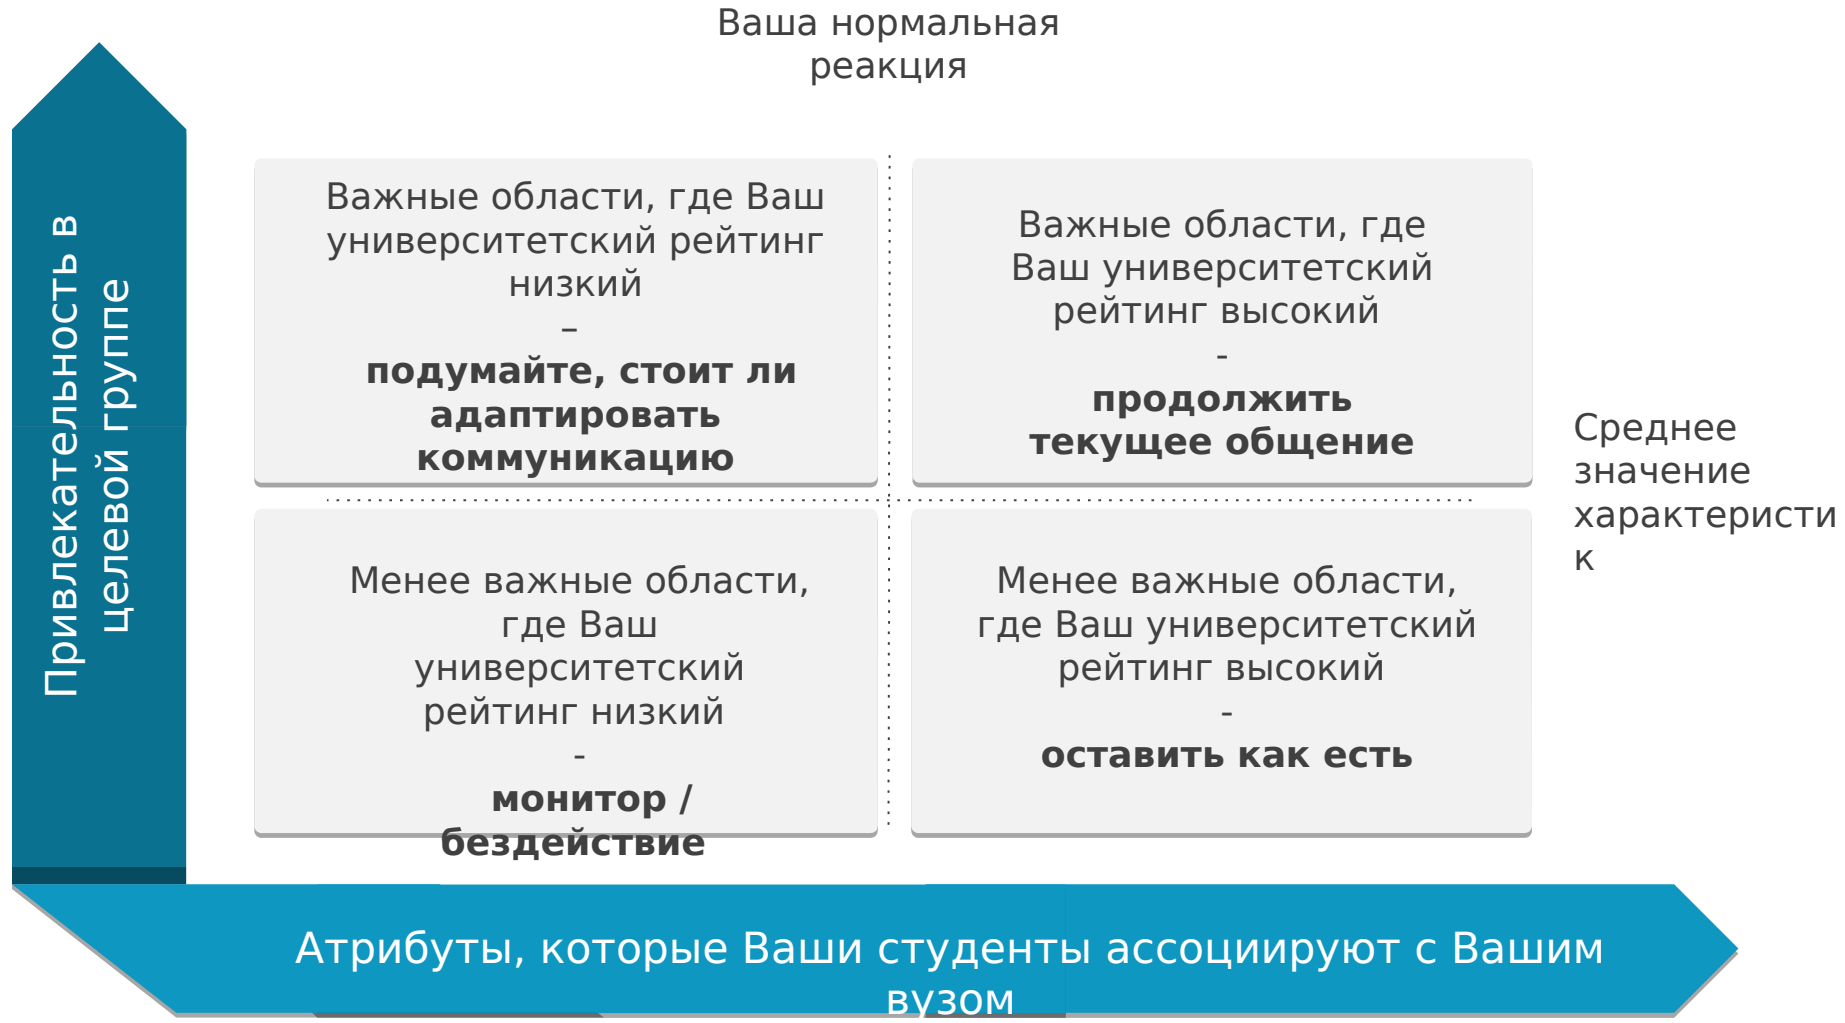 Ваша нормальная
реакция
Привлекательность в
целевой группе
Важные области, где Ваш
университетский рейтинг
низкий
–
подумайте, стоит ли
адаптировать
коммуникацию
Важные области, где
Ваш университетский
рейтинг высокий
-
продолжить
текущее общение
Среднее
значение
характеристи
к
Менее важные области,
где Ваш
университетский
рейтинг низкий
-
монитор /
бездействие
Менее важные области,
где Ваш университетский
рейтинг высокий
-
оставить как есть
Атрибуты, которые Ваши студенты ассоциируют с Вашим
вузом